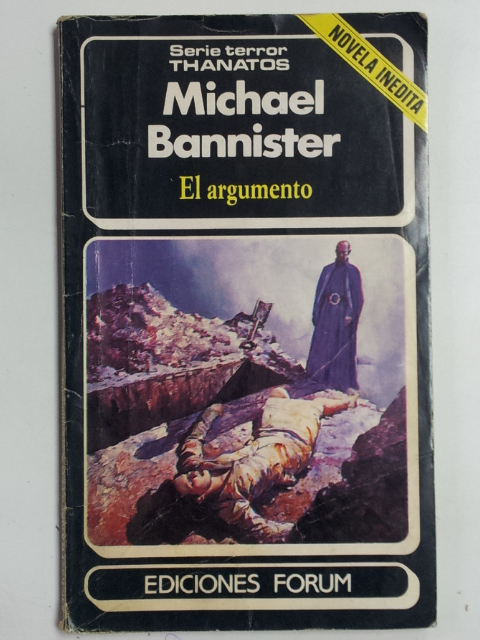 Serie terror
THANATOS
NOVELA INEDITA
Michael
Bannister
El argumento
EDICIONES FORUM